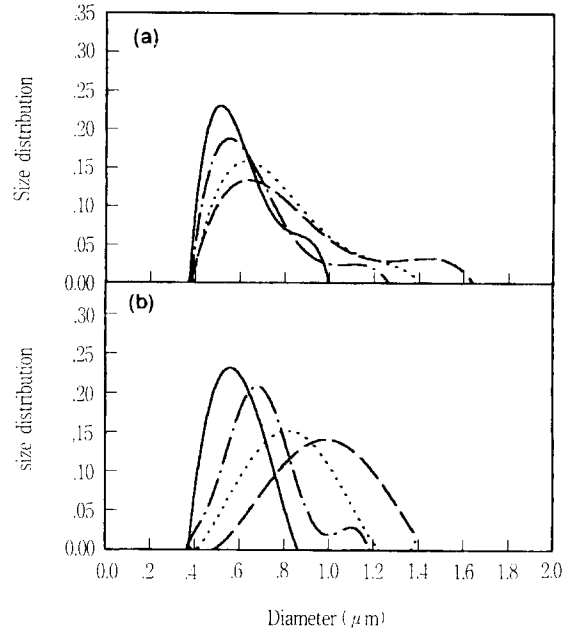 .35
(a)
.30
.25
.20
.15
.10
.05
0.00
Size distribution
(b)
.30
.25
.20
.15
.10
.05
0.00
size distribution
0.0 .2 .4 .6 .8 1.0 1.2 1.4 1.6 1.8 2.0
Diameter (μm)